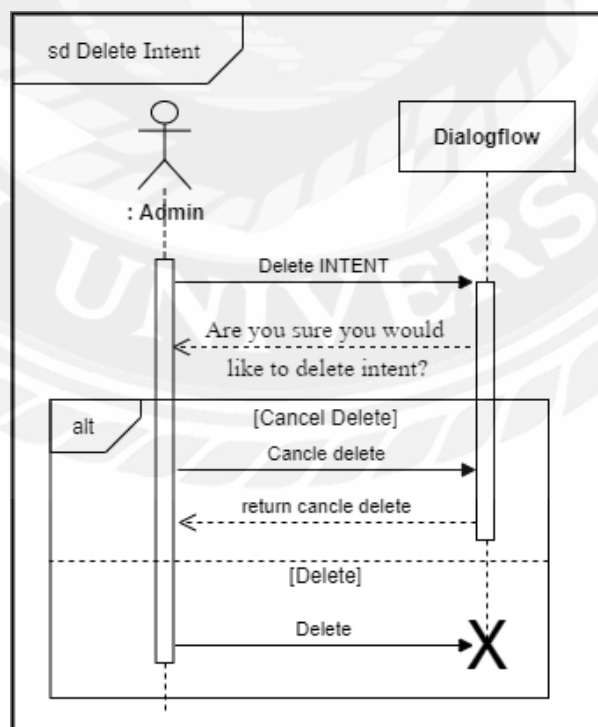 sd Delete Intent
Dialogflow
: Admin
Delete INTENT
Are you sure you would
like to delete intent?
alt
[Cancel Delete]
Cancle delete
return cancle delete
[Delete]
Delete
X
UNIVERS